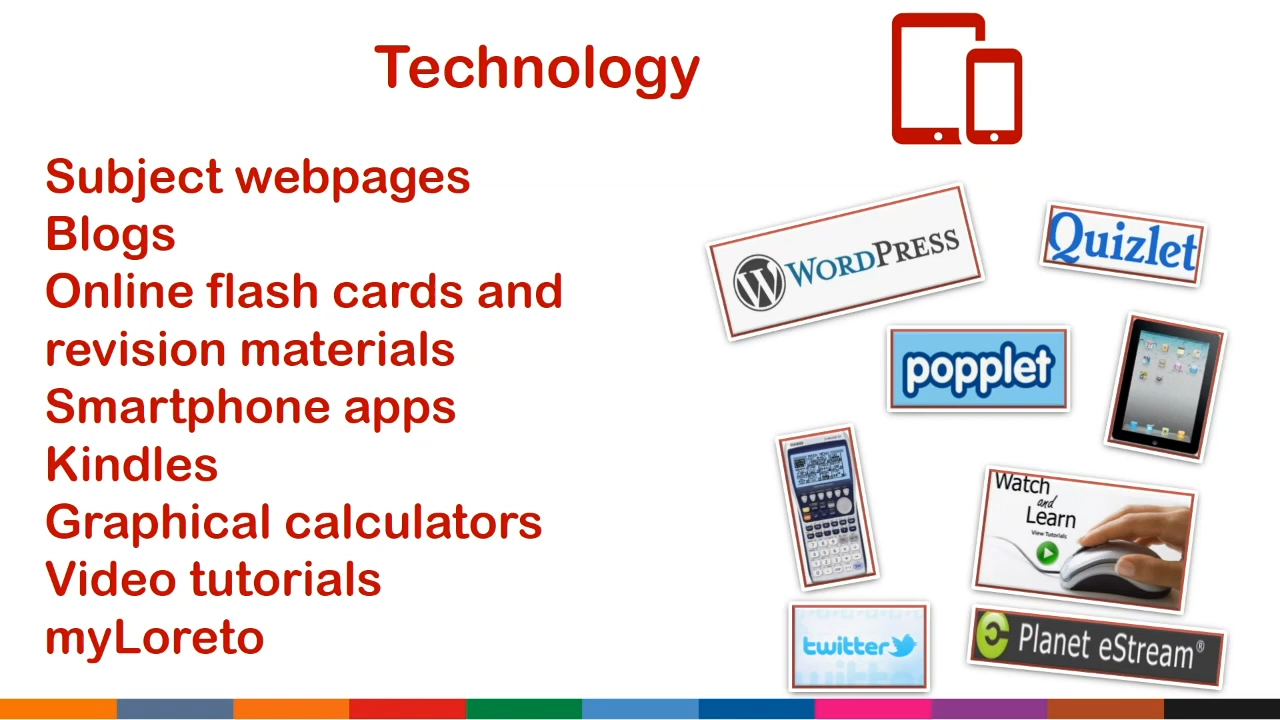 Technology
Subject webpages
Blogs
Online flash cards and
revision materials
Smartphone apps
Kindles
Graphical calculators
Video tutorials
myLoreto
WORDPRESS
Quizlet
popplet
Watch
and
Learn
View Tutorials
twitter
Planet eStream®